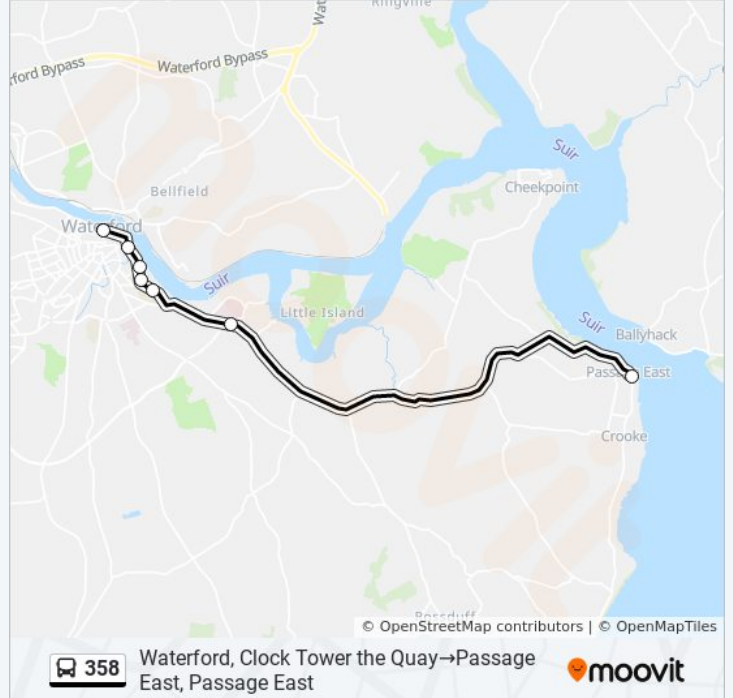 Ringville
Wat
ford Bypass
Waterford Bypass
Suir
Cheekpoint
Bellfield
Waterford
Suir
Little Island
Suir
Ballyhack
Passage East
Crooke
© OpenStreetMap contributors | © OpenMapTiles
358
Waterford, Clock Tower the Quay→Passage
East, Passage East
moovit